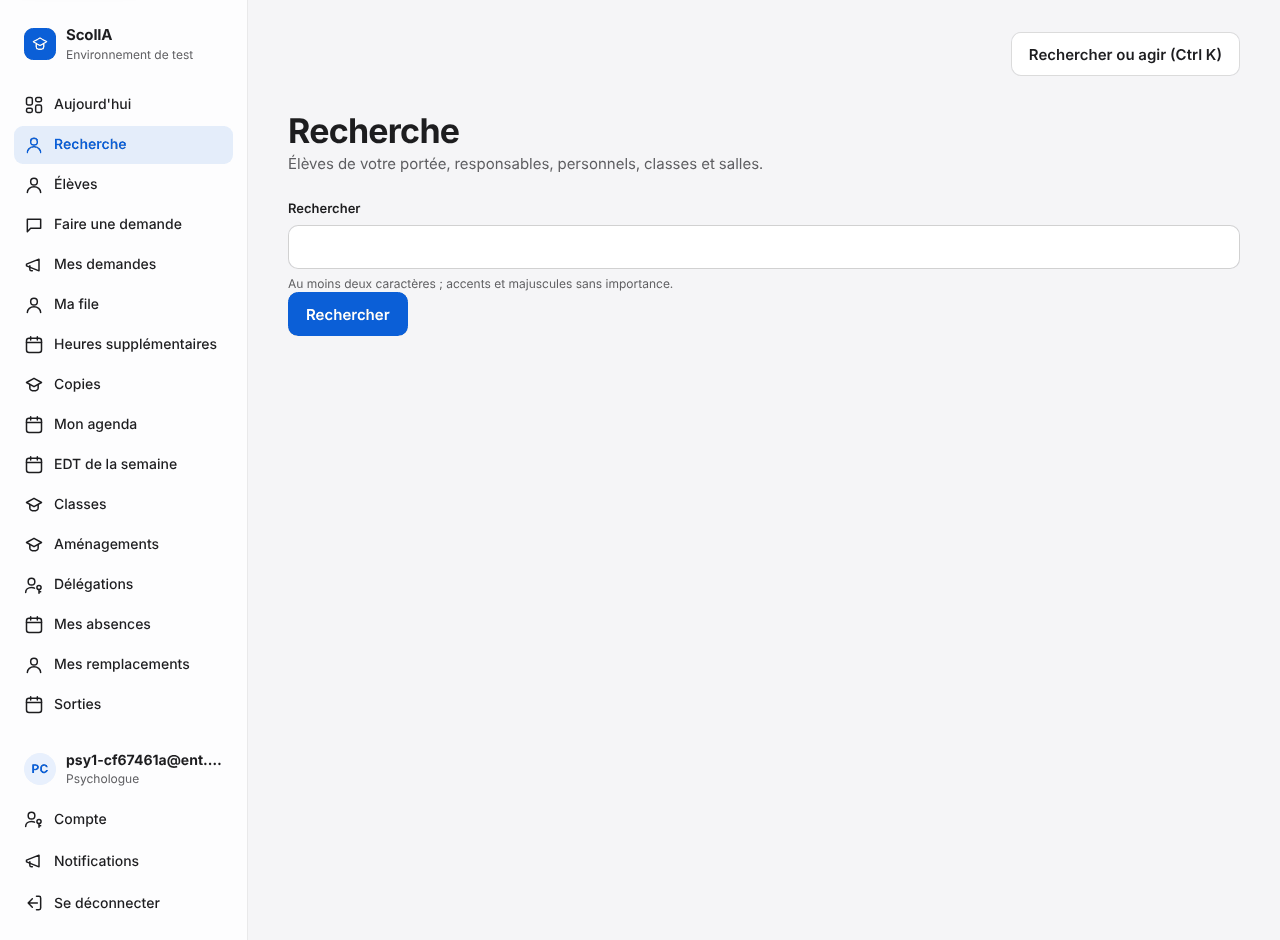 ScolIA
Environnement de test
Aujourd'hui
Recherche
Élèves
Faire une demande
Mes demandes
Ma file
Heures supplémentaires
Copies
Mon agenda
EDT de la semaine
Classes
Aménagements
Délégations
Mes absences
Mes remplacements
Sorties
PC
psy1-cf67461a@ent....
Psychologue
Compte
Notifications
Se déconnecter
Rechercher ou agir (Ctrl K)
Recherche
Élèves de votre portée, responsables, personnels, classes et salles.
Rechercher
Au moins deux caractères ; accents et majuscules sans importance.
Rechercher